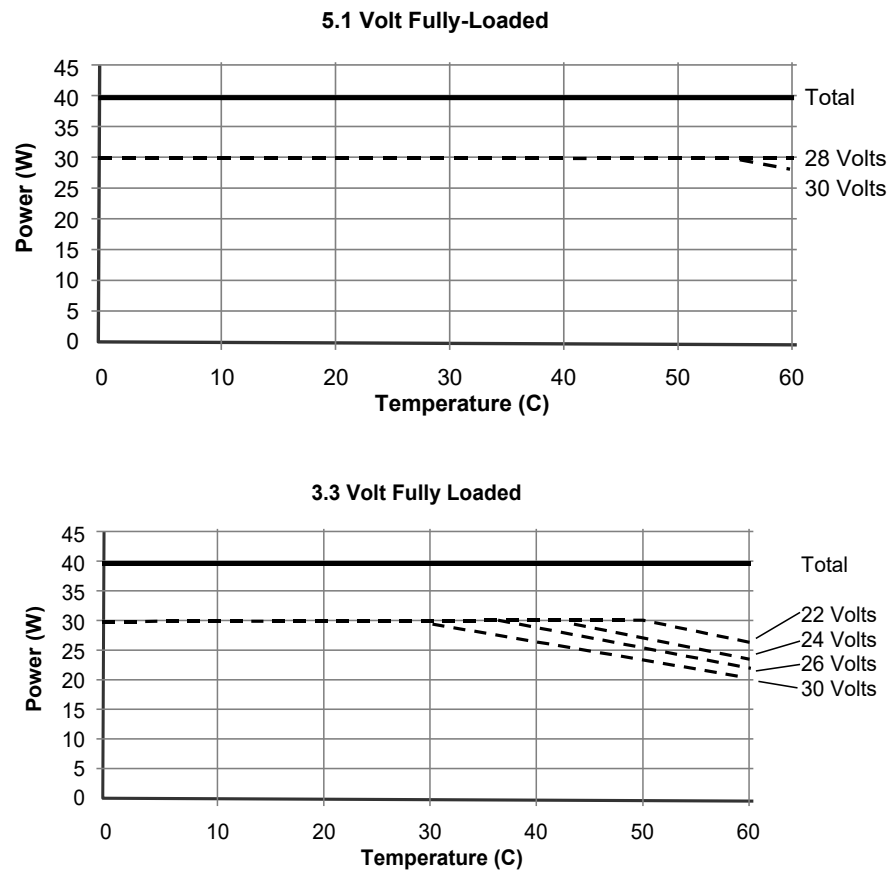 5.1 Volt Fully-Loaded
45
40
35
30
25
20
15
10
5
0
Power (W)
Total
28 Volts
30 Volts
0 10 20 30 40 50 60
Temperature (C)
3.3 Volt Fully Loaded
45
40
35
30
25
20
15
10
5
0
Power (W)
Total
22 Volts
24 Volts
26 Volts
30 Volts
0 10 20 30 40 50 60
Temperature (C)